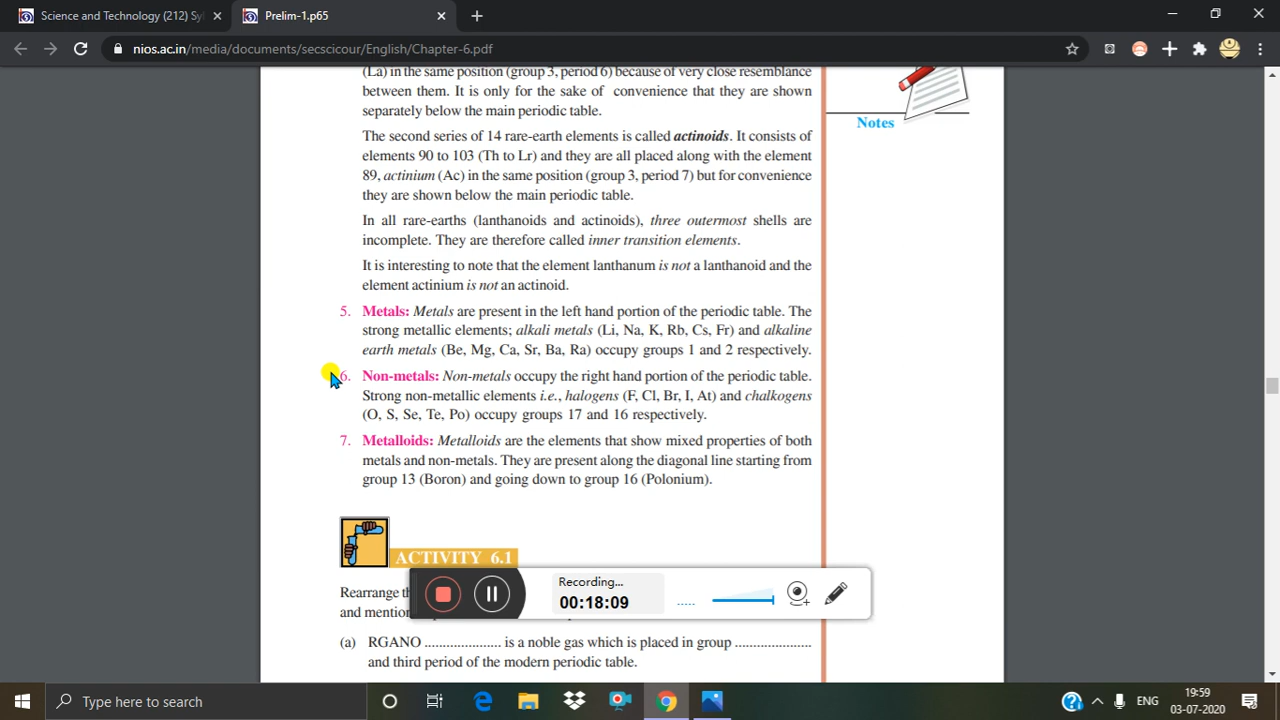 Science and Technology (212) Syl
Prelim-1.p65
nios.ac.in/media/documents/secscicour/English/Chapter-6.pdf
(La) in the same position (group 3, period 6) because of very close resemblance
between them. It is only for the sake of convenience that they are shown
separately below the main periodic table.
Notes
The second series of 14 rare-earth elements is called actinoids. It consists of
elements 90 to 103 (Th to Lr) and they are all placed along with the element
89, actinium (Ac) in the same position (group 3, period 7) but for convenience
they are shown below the main periodic table.
In all rare-earths (lanthanoids and actinoids), three outermost shells are
incomplete. They are therefore called inner transition elements.
It is interesting to note that the element lanthanum is not a lanthanoid and the
element actinium is not an actinoid.
5. Metals: Metals are present in the left hand portion of the periodic table. The
strong metallic elements; alkali metals (Li, Na, K, Rb, Cs, Fr) and alkaline
earth metals (Be, Mg, Ca, Sr, Ba, Ra) occupy groups 1 and 2 respectively.
6. Non-metals: Non-metals occupy the right hand portion of the periodic table.
Strong non-metallic elements i.e., halogens (F, Cl, Br, I, At) and chalkogens
(O, S, Se, Te, Po) occupy groups 17 and 16 respectively.
7. Metalloids: Metalloids are the elements that show mixed properties of both
metals and non-metals. They are present along the diagonal line starting from
group 13 (Boron) and going down to group 16 (Polonium).
ACTIVITY 6.1
Recording...
00:18:09
Rearrange
and mention
(a) RGANO ..................... is a noble gas which is placed in group .....................
and third period of the modern periodic table.
Type here to search
ENG
19:59
03-07-2020